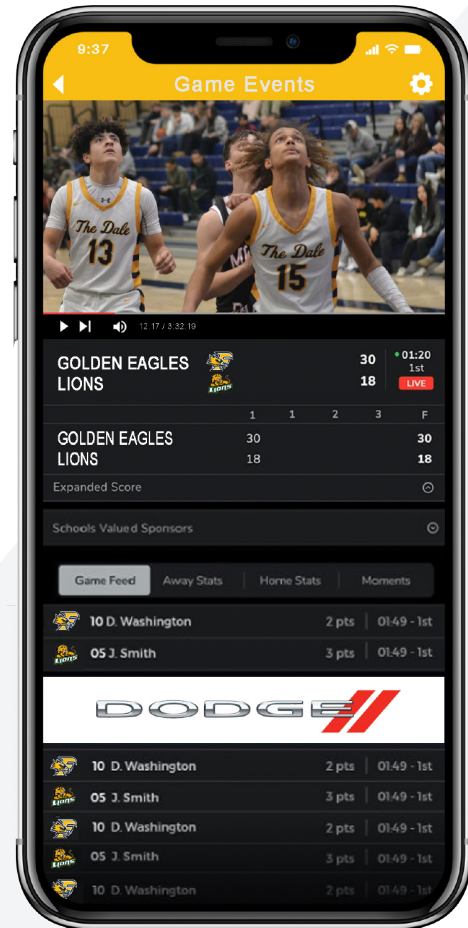 9:37
Game Events
The Dale
13
The Dale
15
12:17 / 3:32:19
GOLDEN EAGLES 30 01:20
1st
LIONS Lions 18 LIVE
1 1 2 3 F
GOLDEN EAGLES 30 30
LIONS 18 18
Expanded Score
Schools Valued Sponsors
Game Feed Away Stats Home Stats Moments
10 D. Washington 2 pts 01:49 - 1st
Lions 05 J. Smith 3 pts 01:49 - 1st
DODGE
10 D. Washington 2 pts 01:49 - 1st
Lions 05 J. Smith 3 pts 01:49 - 1st
10 D. Washington 2 pts 01:49 - 1st
Lions 05 J. Smith 3 pts 01:49 - 1st
10 D. Washington 2 pts 01:49 - 1st